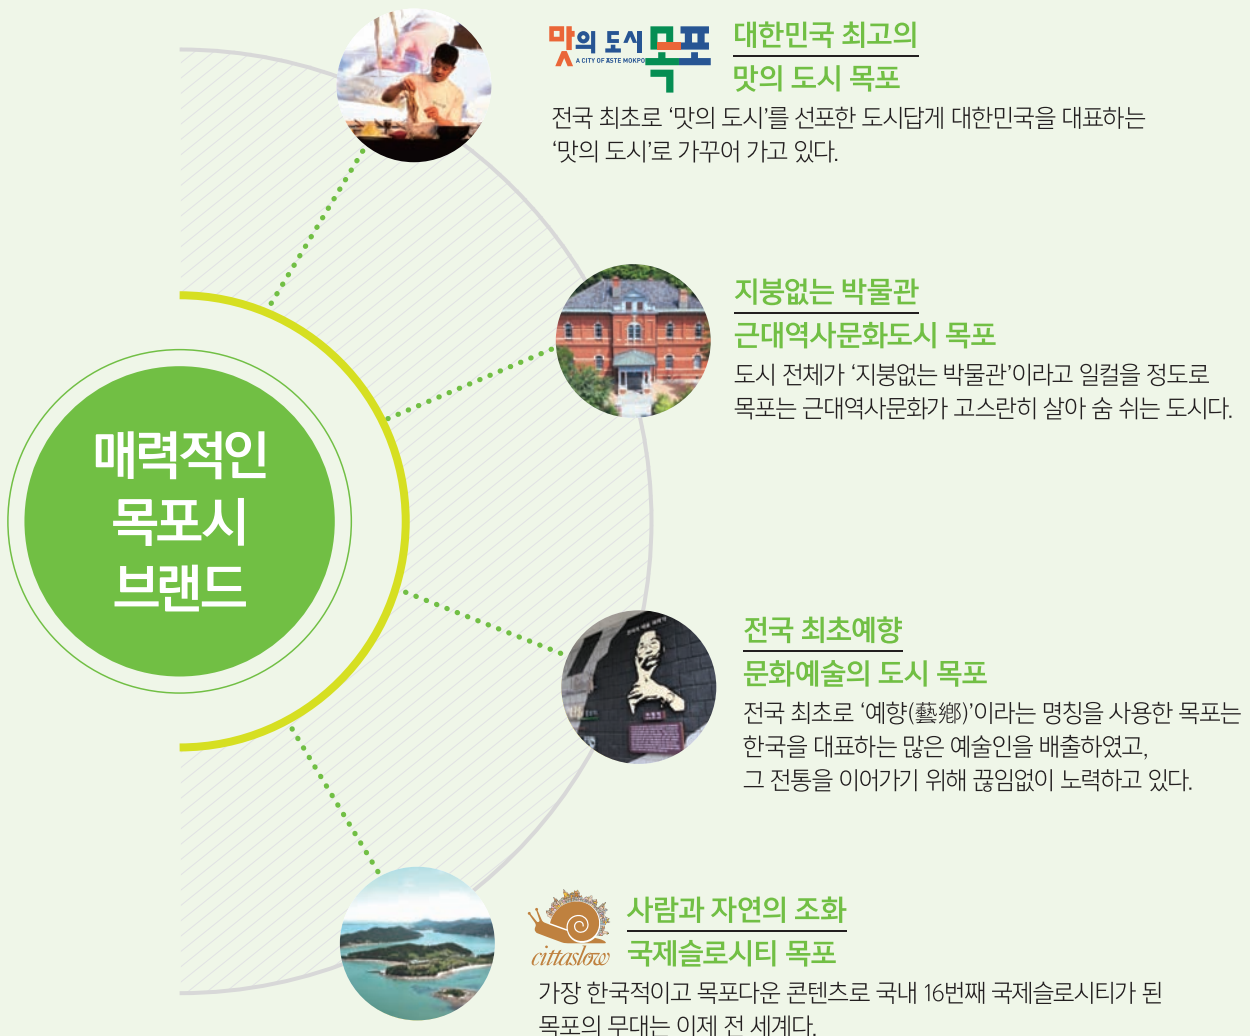 매력적인
목포시
브랜드
맛의 도시 목포
A CITY OF TASTE MOKPO
대한민국 최고의
맛의 도시 목포
전국 최초로 ‘맛의 도시’를 선포한 도시답게 대한민국을 대표하는
‘맛의 도시’로 가꾸어 가고 있다.
지붕없는 박물관
근대역사문화도시 목포
도시 전체가 ‘지붕없는 박물관’이라고 일컬을 정도로
목포는 근대역사문화가 고스란히 살아 숨 쉬는 도시다.
전국 최초예향
문화예술의 도시 목포
전국 최초로 ‘예향(藝鄕)’이라는 명칭을 사용한 목포는
한국을 대표하는 많은 예술인을 배출하였고,
그 전통을 이어가기 위해 끊임없이 노력하고 있다.
cittaslow
사람과 자연의 조화
국제슬로시티 목포
가장 한국적이고 목포다운 콘텐츠로 국내 16번째 국제슬로시티가 된
목포의 무대는 이제 전 세계다.